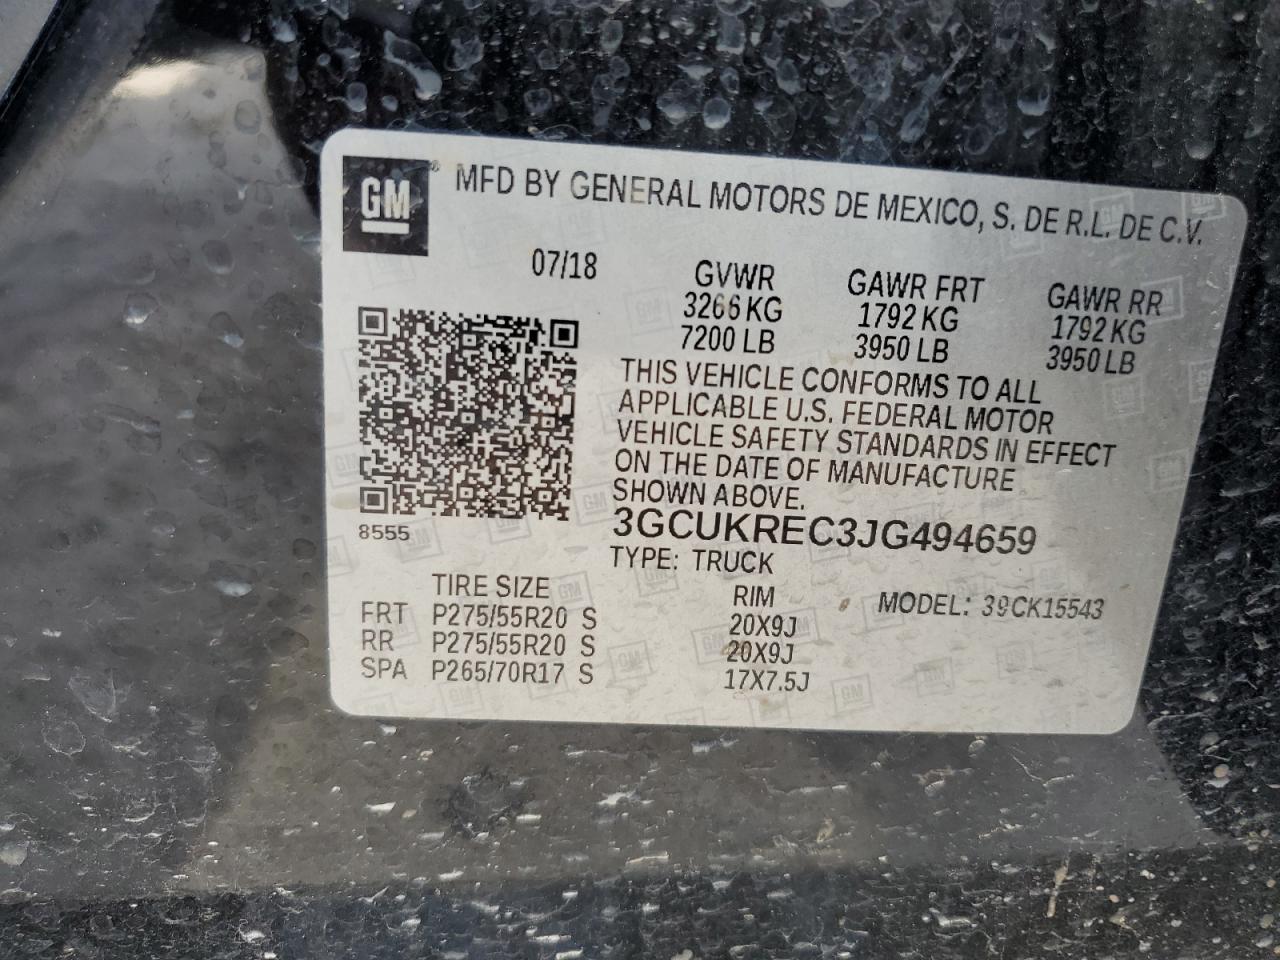 GM® MFD BY GENERAL MOTORS DE MEXICO, S. DE R.L. DE C.V.
07/18 GVWR GAWR FRT GAWR RR
3266 KG 1792 KG 1792 KG
7200 LB 3950 LB 3950 LB
THIS VEHICLE CONFORMS TO ALL
APPLICABLE U.S. FEDERAL MOTOR
VEHICLE SAFETY STANDARDS IN EFFECT
ON THE DATE OF MANUFACTURE
SHOWN ABOVE.
8555 3GCUKREC3JG494659
TYPE: TRUCK
TIRE SIZE RIM MODEL: 39CK15543
FRT P275/55R20 S 20X9J
RR P275/55R20 S 20X9J
SPA P265/70R17 S 17X7.5J